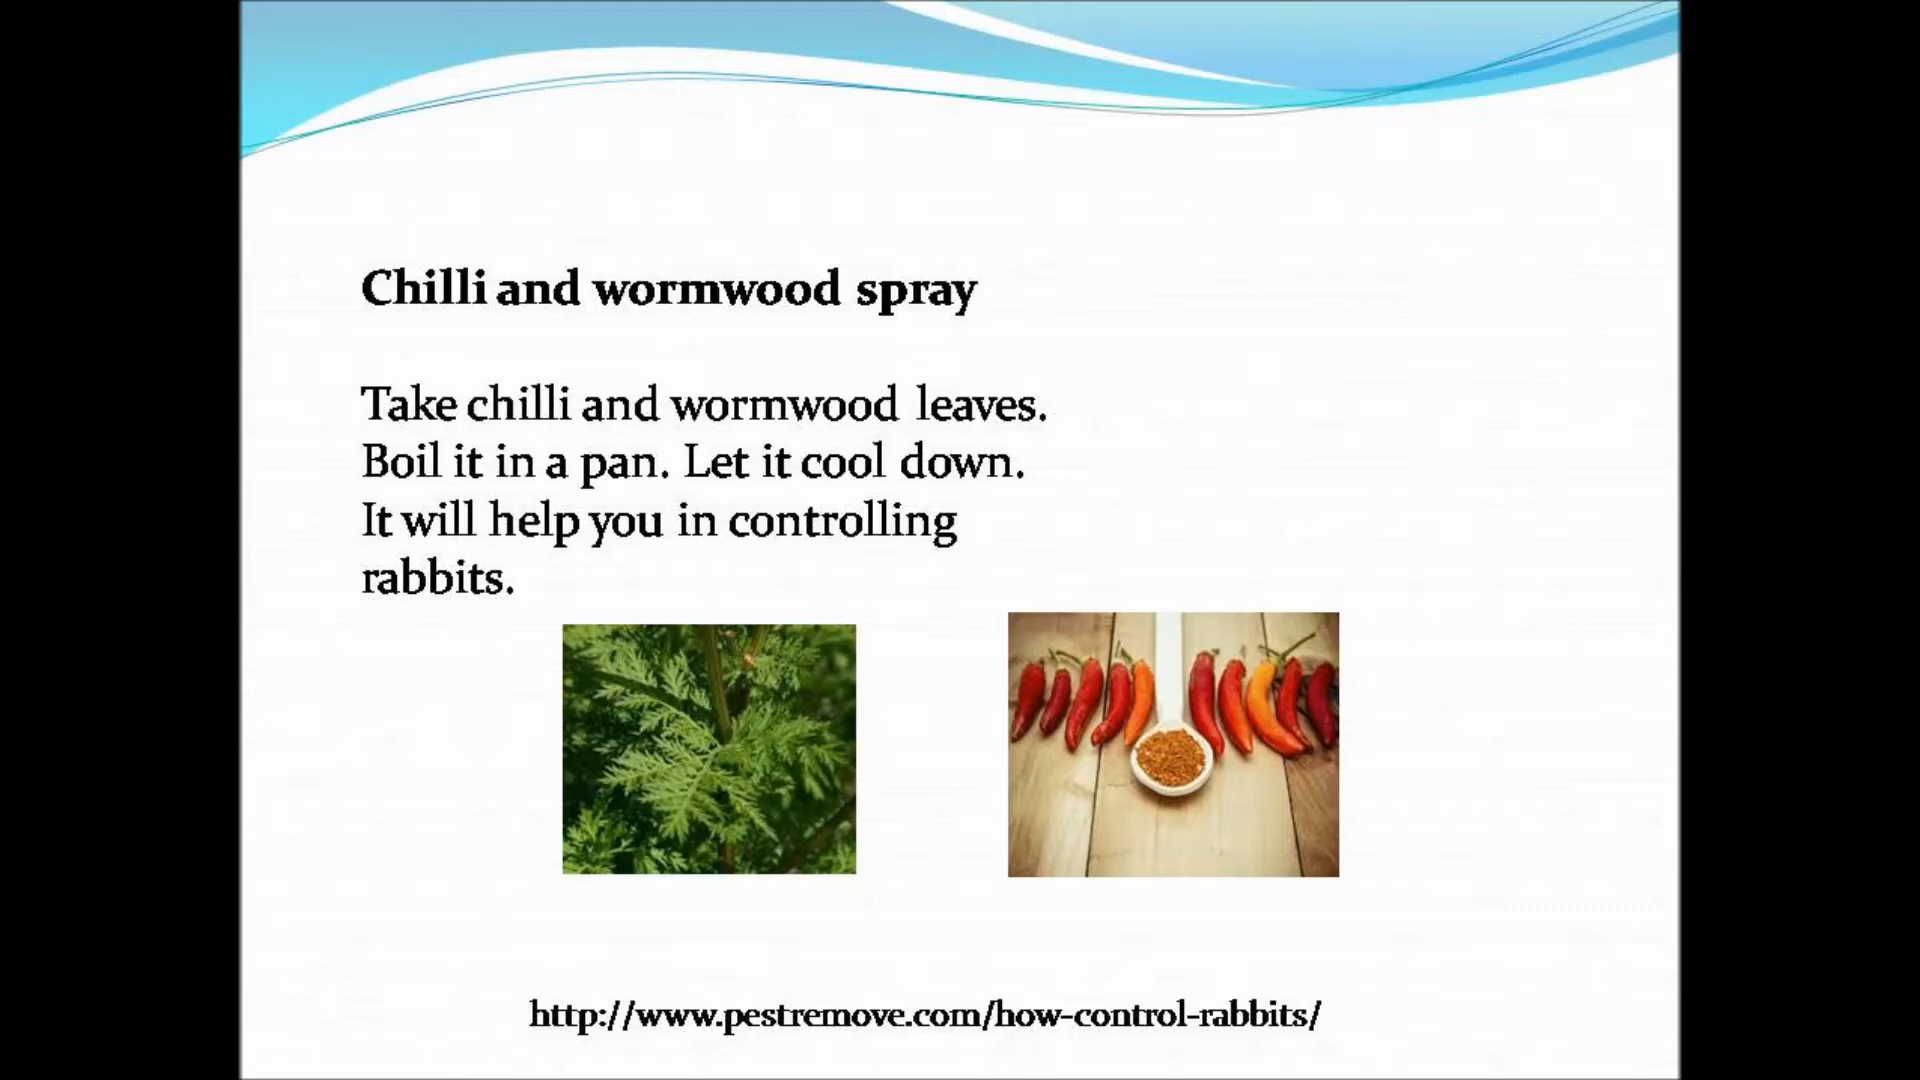 Chilli and wormwood spray
Take chilli and wormwood leaves.
Boil it in a pan. Let it cool down.
It will help you in controlling
rabbits.
http://www.pestremove.com/how-control-rabbits/